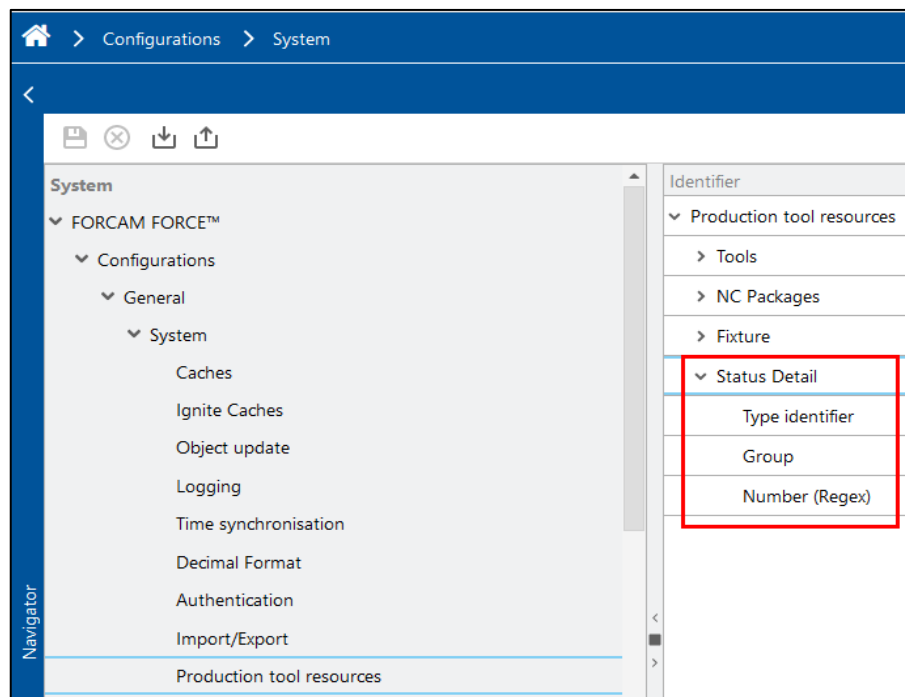 Configurations
System
System
FORCAM FORCE™
Configurations
General
System
Caches
Ignite Caches
Object update
Logging
Time synchronisation
Decimal Format
Authentication
Import/Export
Production tool resources
Navigator
Identifier
Production tool resources
Tools
NC Packages
Fixture
Status Detail
Type identifier
Group
Number (Regex)